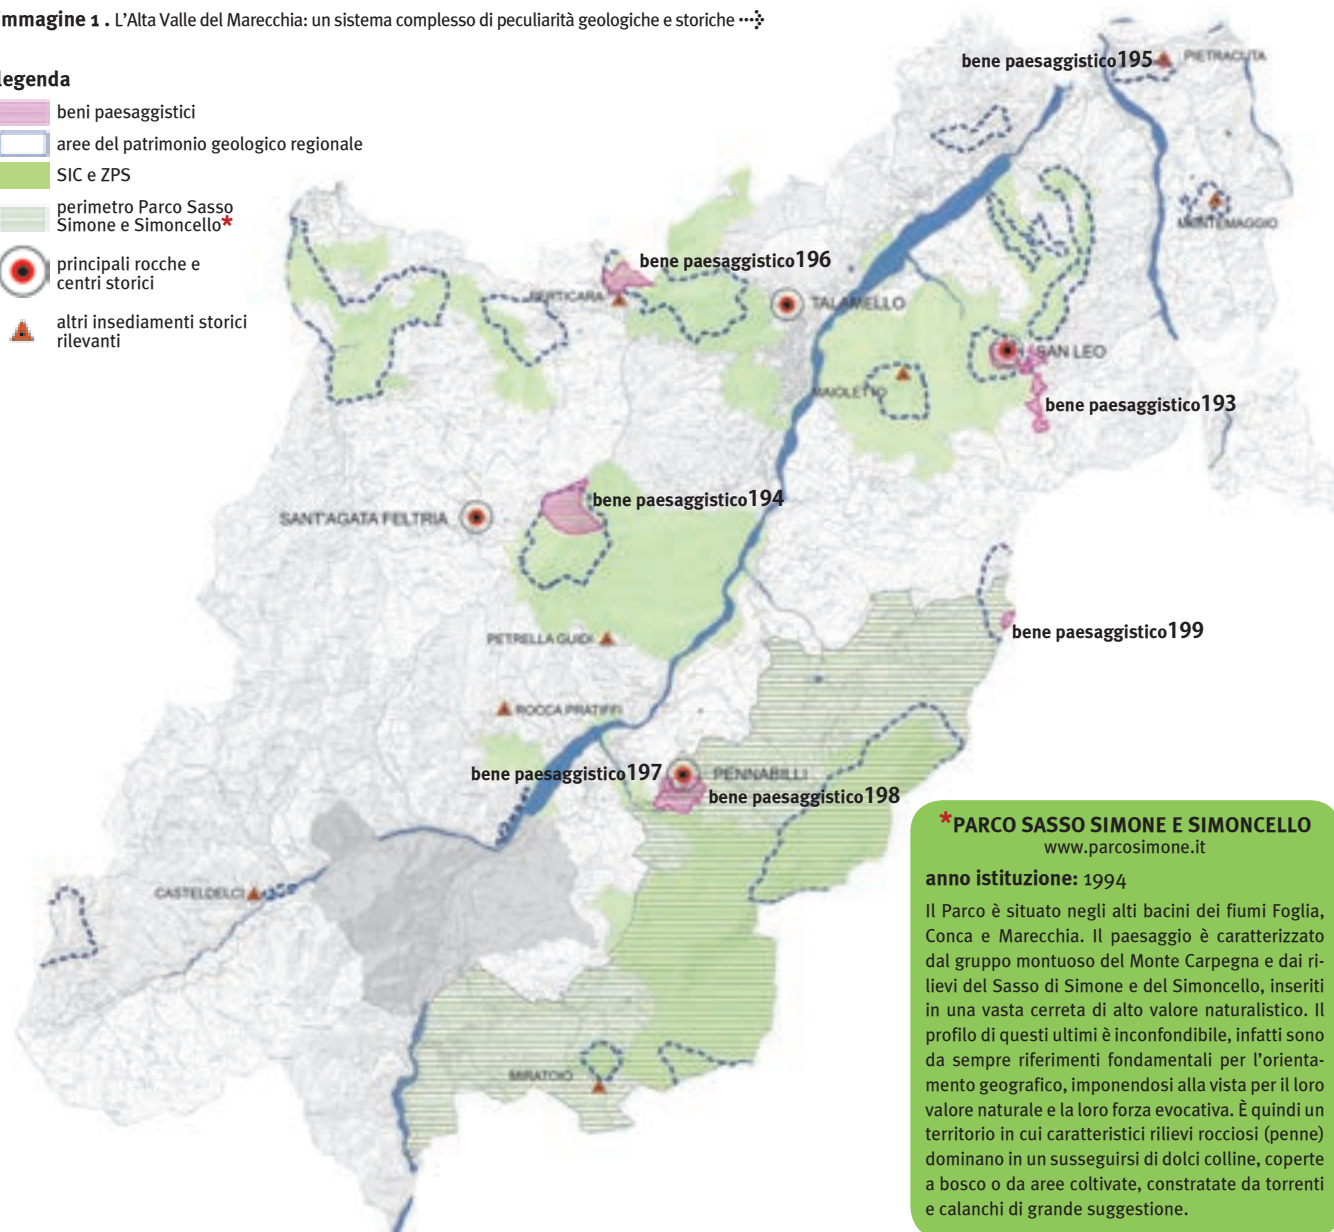 mmagine 1 . L'Alta Valle del Marecchia: un sistema complesso di peculiarità geologiche e storiche
legenda
beni paesaggistici
aree del patrimonio geologico regionale
SIC e ZPS
perimetro Parco Sasso
Simone e Simoncello*
principali rocche e
centri storici
altri insediamenti storici
rilevanti
bene paesaggistico195
PIETRACUTA
MONTEMAGGIO
bene paesaggistico196
PERTICARA
TALAMELLO
SAN LEO
MAIOLETTO
bene paesaggistico193
bene paesaggistico194
SANT'AGATA FELTRIA
bene paesaggistico199
PETRELLA GUIDI
ROCCA PRATIFFI
bene paesaggistico197
PENNABILLI
bene paesaggistico198
CASTELDELCI
MIRATOIO
*PARCO SASSO SIMONE E SIMONCELLO
www.parcosimone.it
anno istituzione: 1994
Il Parco è situato negli alti bacini dei fiumi Foglia,
Conca e Marecchia. Il paesaggio è caratterizzato
dal gruppo montuoso del Monte Carpegna e dai ri-
lievi del Sasso di Simone e del Simoncello, inseriti
in una vasta cerreta di alto valore naturalistico. Il
profilo di questi ultimi è inconfondibile, infatti sono
da sempre riferimenti fondamentali per l'orienta-
mento geografico, imponendosi alla vista per il loro
valore naturale e la loro forza evocativa. È quindi un
territorio in cui caratteristici rilievi rocciosi (penne)
dominano in un susseguirsi di dolci colline, coperte
a bosco o da aree coltivate, constratate da torrenti
e calanchi di grande suggestione.